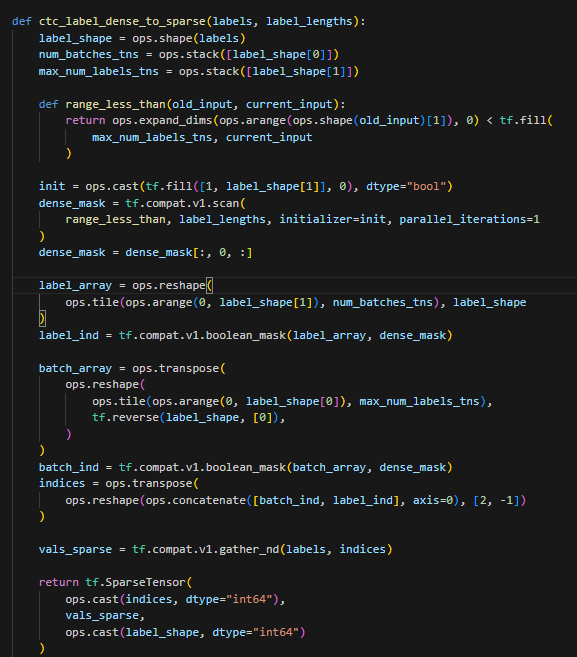 def ctc_label_dense_to_sparse(labels, label_lengths):
    label_shape = ops.shape(labels)
    num_batches_tns = ops.stack([label_shape[0]])
    max_num_labels_tns = ops.stack([label_shape[1]])

    def range_less_than(old_input, current_input):
        return ops.expand_dims(ops.arange(ops.shape(old_input)[1]), 0) < tf.fill(
            max_num_labels_tns, current_input
        )

    init = ops.cast(tf.fill([1, label_shape[1]], 0), dtype="bool")
    dense_mask = tf.compat.v1.scan(
        range_less_than, label_lengths, initializer=init, parallel_iterations=1
    )
    dense_mask = dense_mask[:, 0, :]

    label_array = ops.reshape(
        ops.tile(ops.arange(0, label_shape[1]), num_batches_tns), label_shape
    )
    label_ind = tf.compat.v1.boolean_mask(label_array, dense_mask)

    batch_array = ops.transpose(
        ops.reshape(
            ops.tile(ops.arange(0, label_shape[0]), max_num_labels_tns),
            tf.reverse(label_shape, [0]),
        )
    )
    batch_ind = tf.compat.v1.boolean_mask(batch_array, dense_mask)
    indices = ops.transpose(
        ops.reshape(ops.concatenate([batch_ind, label_ind], axis=0), [2, -1])
    )

    vals_sparse = tf.compat.v1.gather_nd(labels, indices)

    return tf.SparseTensor(
        ops.cast(indices, dtype="int64"),
        vals_sparse,
        ops.cast(label_shape, dtype="int64")
    )